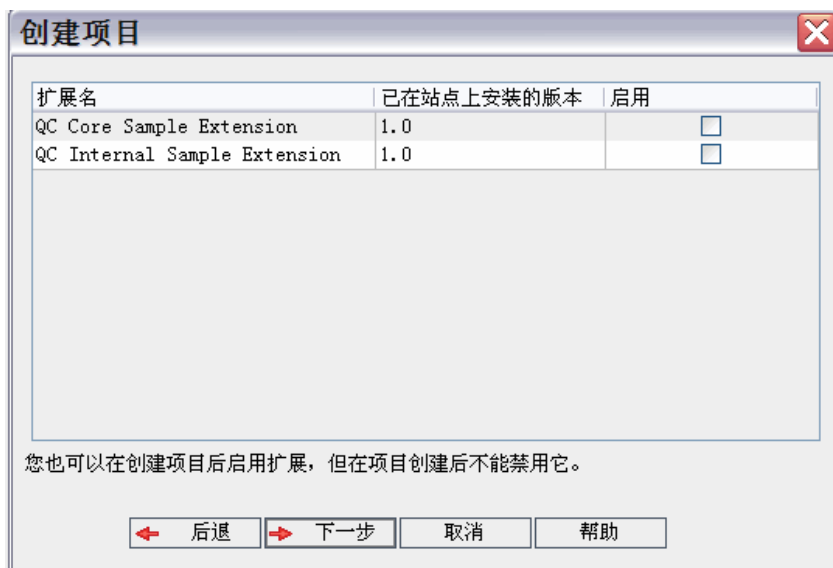 创建项目
扩展名 已在站点上安装的版本 启用
QC Core Sample Extension 1.0
QC Internal Sample Extension 1.0
您也可以在创建项目后启用扩展，但在项目创建后不能禁用它。
后退 下一步 取消 帮助